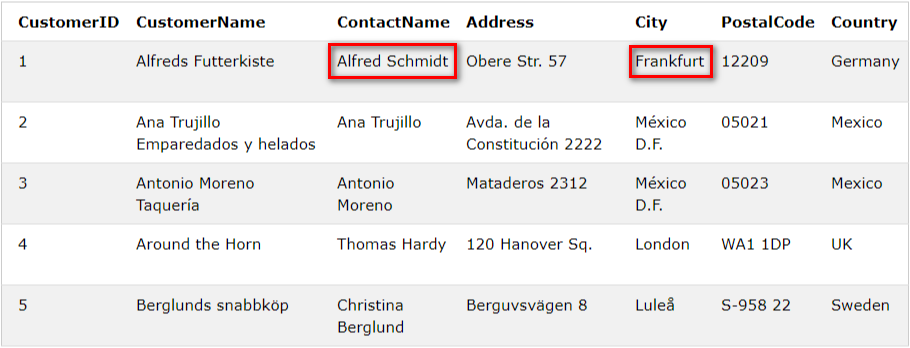 CustomerID CustomerName ContactName Address City PostalCode Country
1 Alfreds Futterkiste Alfred Schmidt Obere Str. 57 Frankfurt 12209 Germany
2 Ana Trujillo Ana Trujillo Avda. de la México 05021 Mexico
Emparedados y helados Constitución 2222 D.F.
3 Antonio Moreno Antonio Mataderos 2312 México 05023 Mexico
Taquería Moreno D.F.
4 Around the Horn Thomas Hardy 120 Hanover Sq. London WA1 1DP UK
5 Berglunds snabbköp Christina Berguvsvägen 8 Luleå S-958 22 Sweden
Berglund